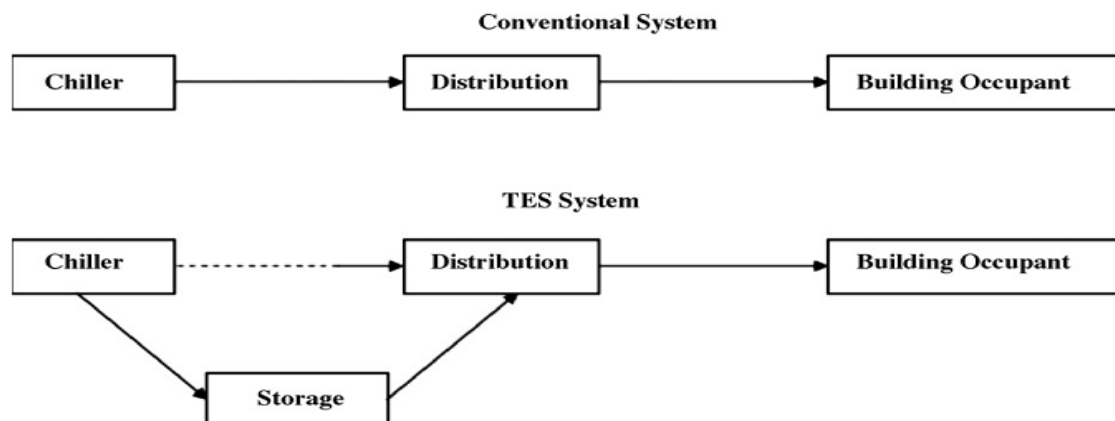 Conventional System
Chiller
Distribution
Building Occupant
TES System
Chiller
Distribution
Building Occupant
Storage